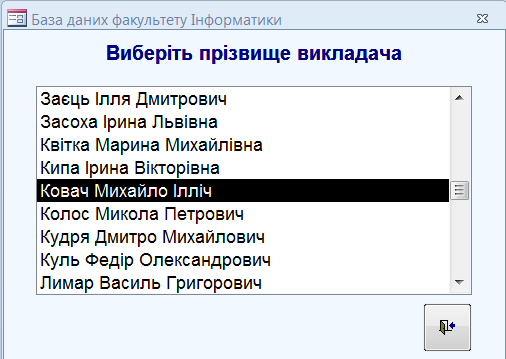 База даних факультету Інформатики
Виберіть прізвище викладача
Заєць Ілля Дмитрович
Засоха Ірина Львівна
Квітка Марина Михайлівна
Кипа Ірина Вікторівна
Ковач Михайло Ілліч
Колос Микола Петрович
Кудря Дмитро Михайлович
Куль Федір Олександрович
Лимар Василь Григорович